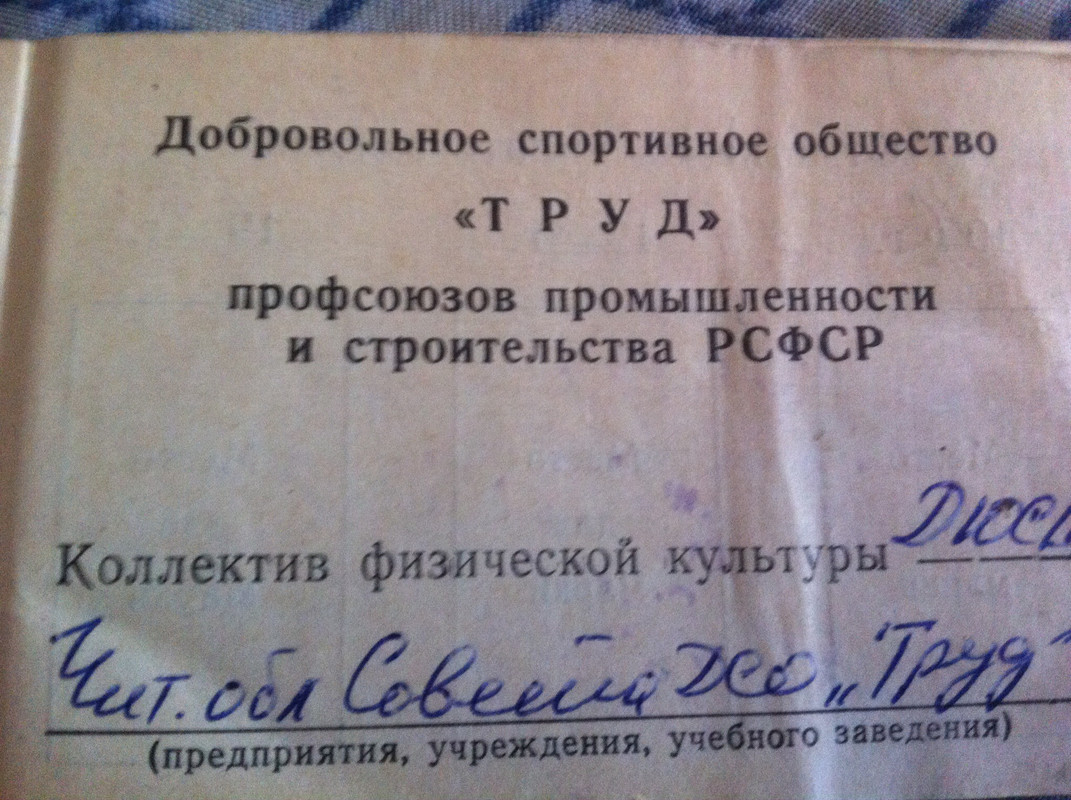 Добровольное спортивное общество
«ТРУД»
профсоюзов промышленности
и строительства РСФСР
Коллектив физической культуры
Чит. обл Совета ДСО „Труд"
(предприятия, учреждения, учебного заведения)